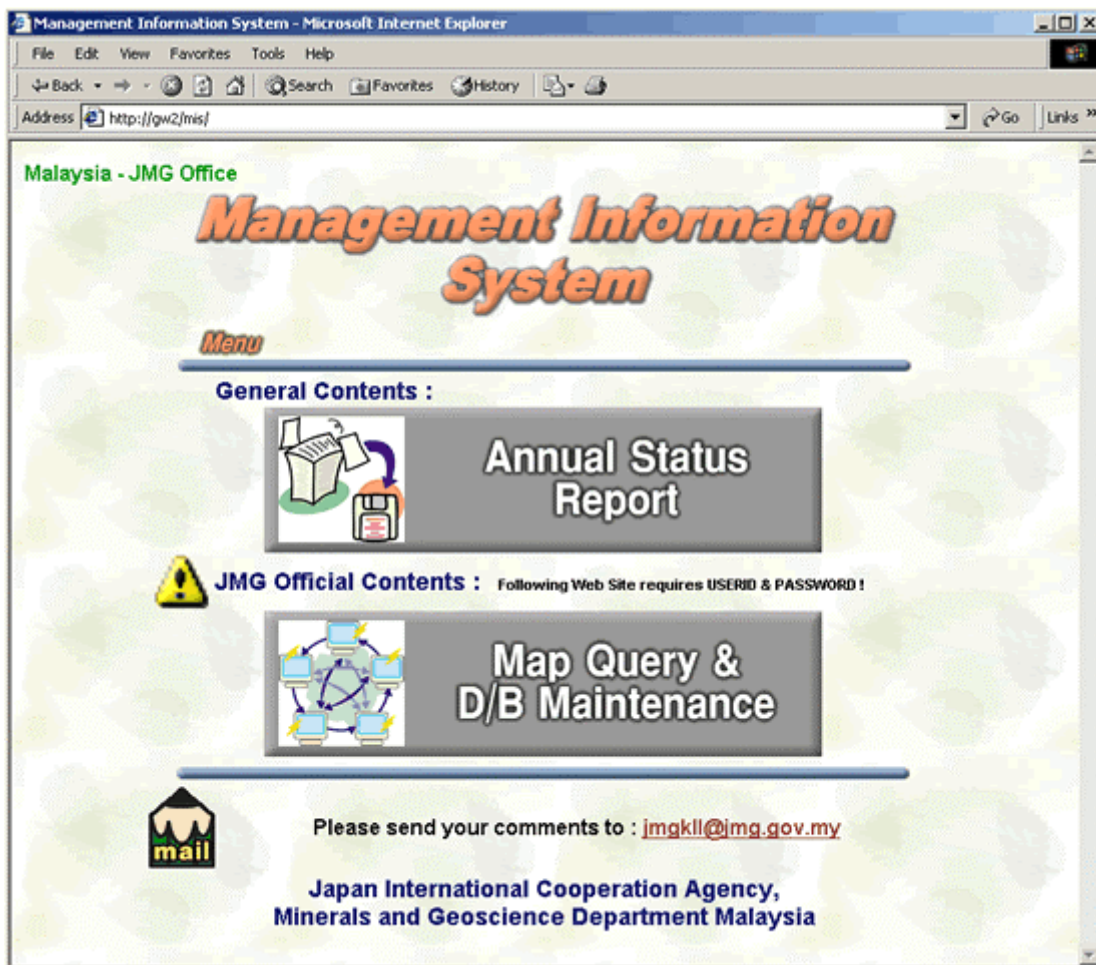 Management Information System - Microsoft Internet Explorer
File Edit View Favorites Tools Help
Back Search Favorites History
Address http://gw2/mis/ Go Links »
Malaysia - JMG Office
Management Information
System
Menu
General Contents :
Annual Status
Report
JMG Official Contents : Following Web Site requires USERID & PASSWORD !
Map Query &
D/B Maintenance
mail
Please send your comments to : jmgkll@jmg.gov.my
Japan International Cooperation Agency,
Minerals and Geoscience Department Malaysia